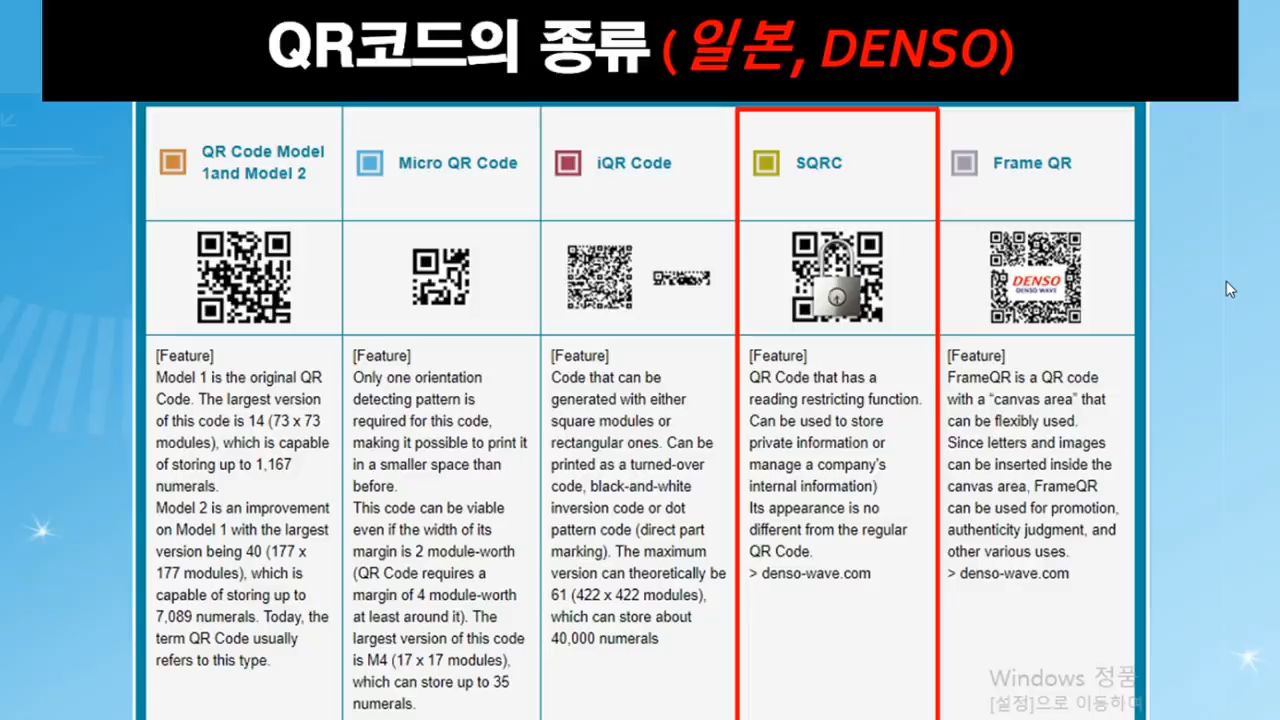 QR코드의 종류 (일본, DENSO)
QR Code Model
1and Model 2
Micro QR Code
iQR Code
SQRC
Frame QR
DENSO
DENSO WAVE
[Feature]
Model 1 is the original QR
Code. The largest version
of this code is 14 (73 x 73
modules), which is capable
of storing up to 1,167
numerals.
Model 2 is an improvement
on Model 1 with the largest
version being 40 (177 x
177 modules), which is
capable of storing up to
7,089 numerals. Today, the
term QR Code usually
refers to this type.
[Feature]
Only one orientation
detecting pattern is
required for this code,
making it possible to print it
in a smaller space than
before.
This code can be viable
even if the width of its
margin is 2 module-worth
(QR Code requires a
margin of 4 module-worth
at least around it). The
largest version of this code
is M4 (17 x 17 modules),
which can store up to 35
numerals.
[Feature]
Code that can be
generated with either
square modules or
rectangular ones. Can be
printed as a turned-over
code, black-and-white
inversion code or dot
pattern code (direct part
marking). The maximum
version can theoretically be
61 (422 x 422 modules),
which can store about
40,000 numerals
[Feature]
QR Code that has a
reading restricting function.
Can be used to store
private information or
manage a company's
internal information)
Its appearance is no
different from the regular
QR Code.
> denso-wave.com
[Feature]
FrameQR is a QR code
with a “canvas area” that
can be flexibly used.
Since letters and images
can be inserted inside the
canvas area, FrameQR
can be used for promotion,
authenticity judgment, and
other various uses.
> denso-wave.com
Windows 정품
[설정]으로 이동하여